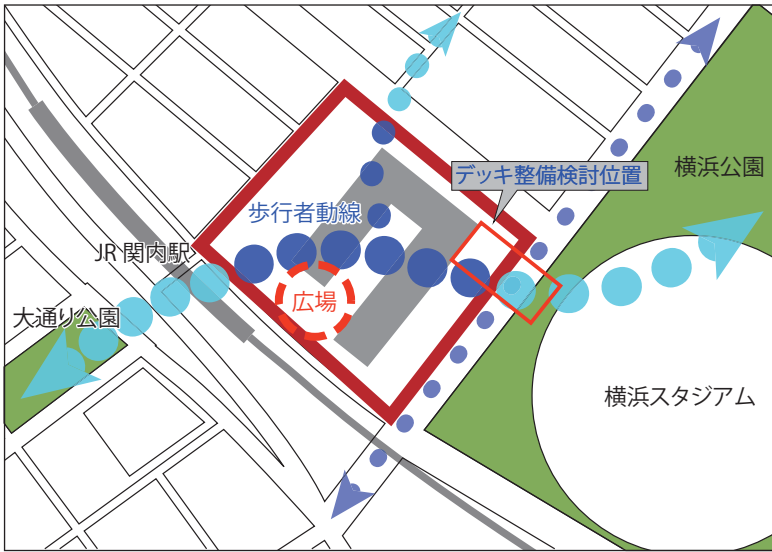 横浜公園
デッキ整備検討位置
歩行者動線
JR 関内駅
広場
大通り公園
横浜スタジアム